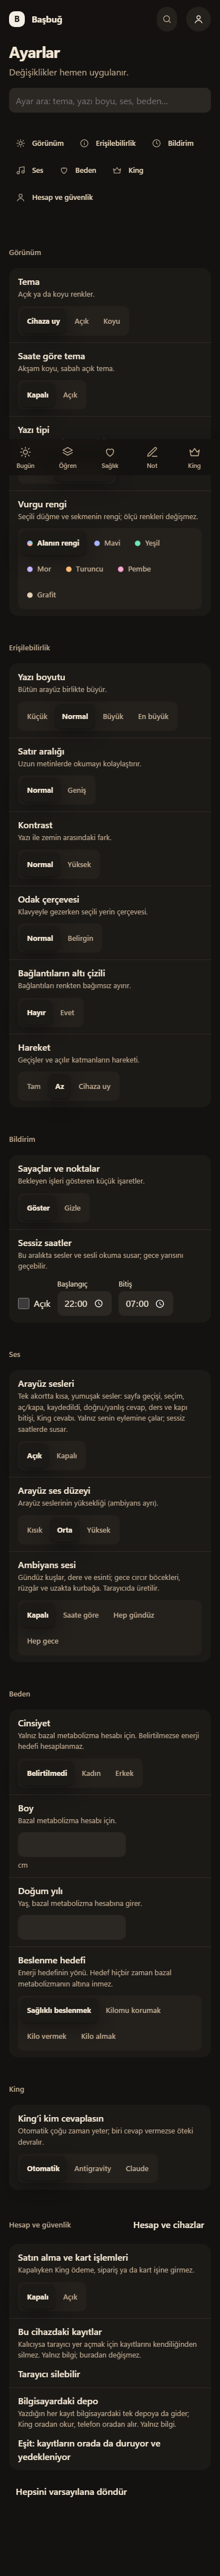 B Başbuğ
Ayarlar
Değişiklikler hemen uygulanır.
Ayar ara: tema, yazı boyu, ses, beden...
Görünüm Erişilebilirlik Bildirim
Ses Beden King
Hesap ve güvenlik
Görünüm
Tema
Açık ya da koyu renkler.
Cihaza uy Açık Koyu
Saate göre tema
Akşam koyu, sabah açık tema.
Kapalı Açık
Yazı tipi
Bugün Öğren Sağlık Not King
Vurgu rengi
Seçili düğme ve sekmenin rengi; ölçü renkleri değişmez.
Alanın rengi Mavi Yeşil
Mor Turuncu Pembe
Grafit
Erişilebilirlik
Yazı boyutu
Bütün arayüz birlikte büyür.
Küçük Normal Büyük En büyük
Satır aralığı
Uzun metinlerde okumayı kolaylaştırır.
Normal Geniş
Kontrast
Yazı ile zemin arasındaki fark.
Normal Yüksek
Odak çerçevesi
Klavyeyle gezerken seçili yerin çerçevesi.
Normal Belirgin
Bağlantıların altı çizili
Bağlantıları renkten bağımsız ayırır.
Hayır Evet
Hareket
Geçişler ve açılır katmanların hareketi.
Tam Az Cihaza uy
Bildirim
Sayaçlar ve noktalar
Bekleyen işleri gösteren küçük işaretler.
Göster Gizle
Sessiz saatler
Bu aralıkta sesler ve sesli okuma susar; gece yarısını
geçebilir.
Başlangıç Bitiş
Açık 22:00 07:00
Ses
Arayüz sesleri
Tek akortta kısa, yumuşak sesler: sayfa geçişi, seçim,
aç/kapa, kaydedildi, doğru/yanlış cevap, ders ve kapı
bitişi, King cevabı. Yalnız senin eylemine çalar; sessiz
saatlerde susar.
Açık Kapalı
Arayüz ses düzeyi
Arayüz seslerinin yüksekliği (ambiyans ayrı).
Kısık Orta Yüksek
Ambiyans sesi
Gündüz kuşlar, dere ve esinti; gece cırcır böcekleri,
rüzgâr ve uzakta kurbağa. Tarayıcıda üretilir.
Kapalı Saate göre Hep gündüz
Hep gece
Beden
Cinsiyet
Yalnız bazal metabolizma hesabı için. Belirtilmezse enerji
hedefi hesaplanmaz.
Belirtilmedi Kadın Erkek
Boy
Bazal metabolizma hesabı için.
cm
Doğum yılı
Yaş, bazal metabolizma hesabına girer.
Beslenme hedefi
Enerji hedefinin yönü. Hedef hiçbir zaman bazal
metabolizmanın altına inmez.
Sağlıklı beslenmek Kilomu korumak
Kilo vermek Kilo almak
King
King'i kim cevaplasın
Otomatik çoğu zaman yeter; biri cevap vermezse öteki
devralır.
Otomatik Antigravity Claude
Hesap ve güvenlik Hesap ve cihazlar
Satın alma ve kart işlemleri
Kapalıyken King ödeme, sipariş ya da kart işine girmez.
Kapalı Açık
Bu cihazdaki kayıtlar
Kalıcıysa tarayıcı yer açmak için kayıtlarını kendiliğinden
silmez. Yalnız bilgi; buradan değişmez.
Tarayıcı silebilir
Bilgisayardaki depo
Yazdığın her kayıt bilgisayardaki tek depoya da gider;
King oradan okur, telefon oradan alır. Yalnız bilgi.
Eşit: kayıtların orada da duruyor ve
yedekleniyor
Hepsini varsayılana döndür